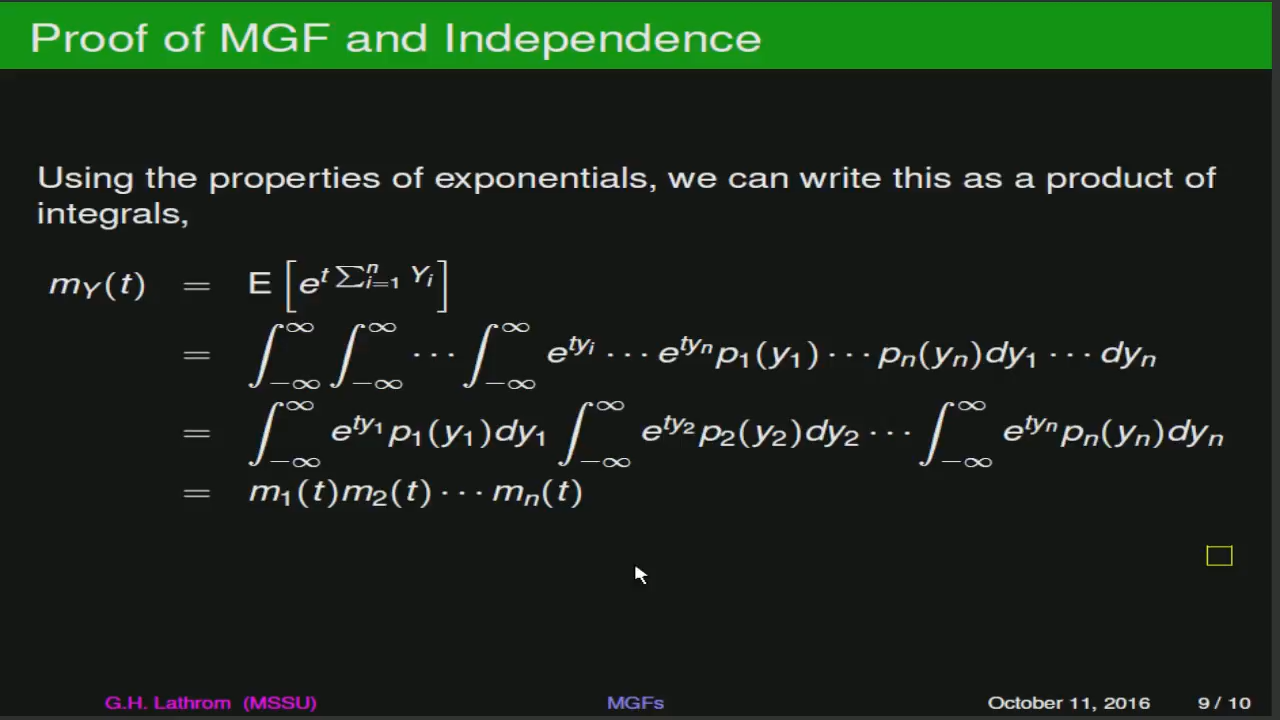 Proof of MGF and Independence
Using the properties of exponentials, we can write this as a product of
integrals,
m_Y(t) = E [e^{t ∑_{i=1}^{n} Y_i}]
= ∫_{−∞}^{∞} ∫_{−∞}^{∞} ⋯ ∫_{−∞}^{∞} e^{ty_i} ⋯ e^{ty_n} p_1(y_1) ⋯ p_n(y_n) dy_1 ⋯ dy_n
= ∫_{−∞}^{∞} e^{ty_1} p_1(y_1) dy_1 ∫_{−∞}^{∞} e^{ty_2} p_2(y_2) dy_2 ⋯ ∫_{−∞}^{∞} e^{ty_n} p_n(y_n) dy_n
= m_1(t) m_2(t) ⋯ m_n(t)
G.H. Lathrom (MSSU) MGFs October 11, 2016 9 / 10